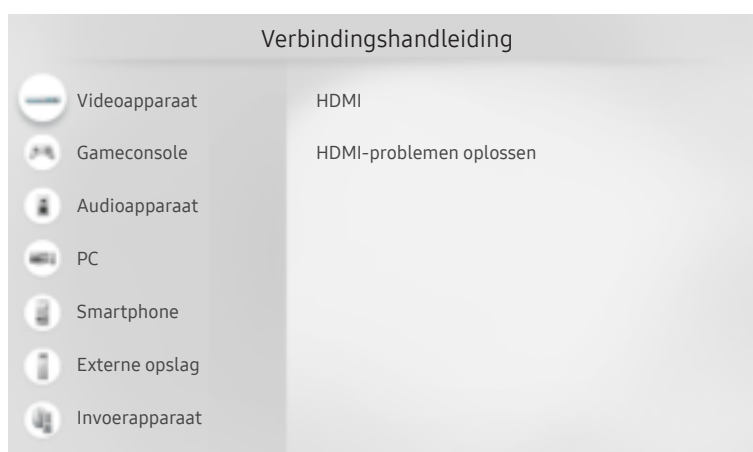 Verbindingshandleiding
Videoapparaat
HDMI
Gameconsole
HDMI-problemen oplossen
Audioapparaat
PC
Smartphone
Externe opslag
Invoerapparaat